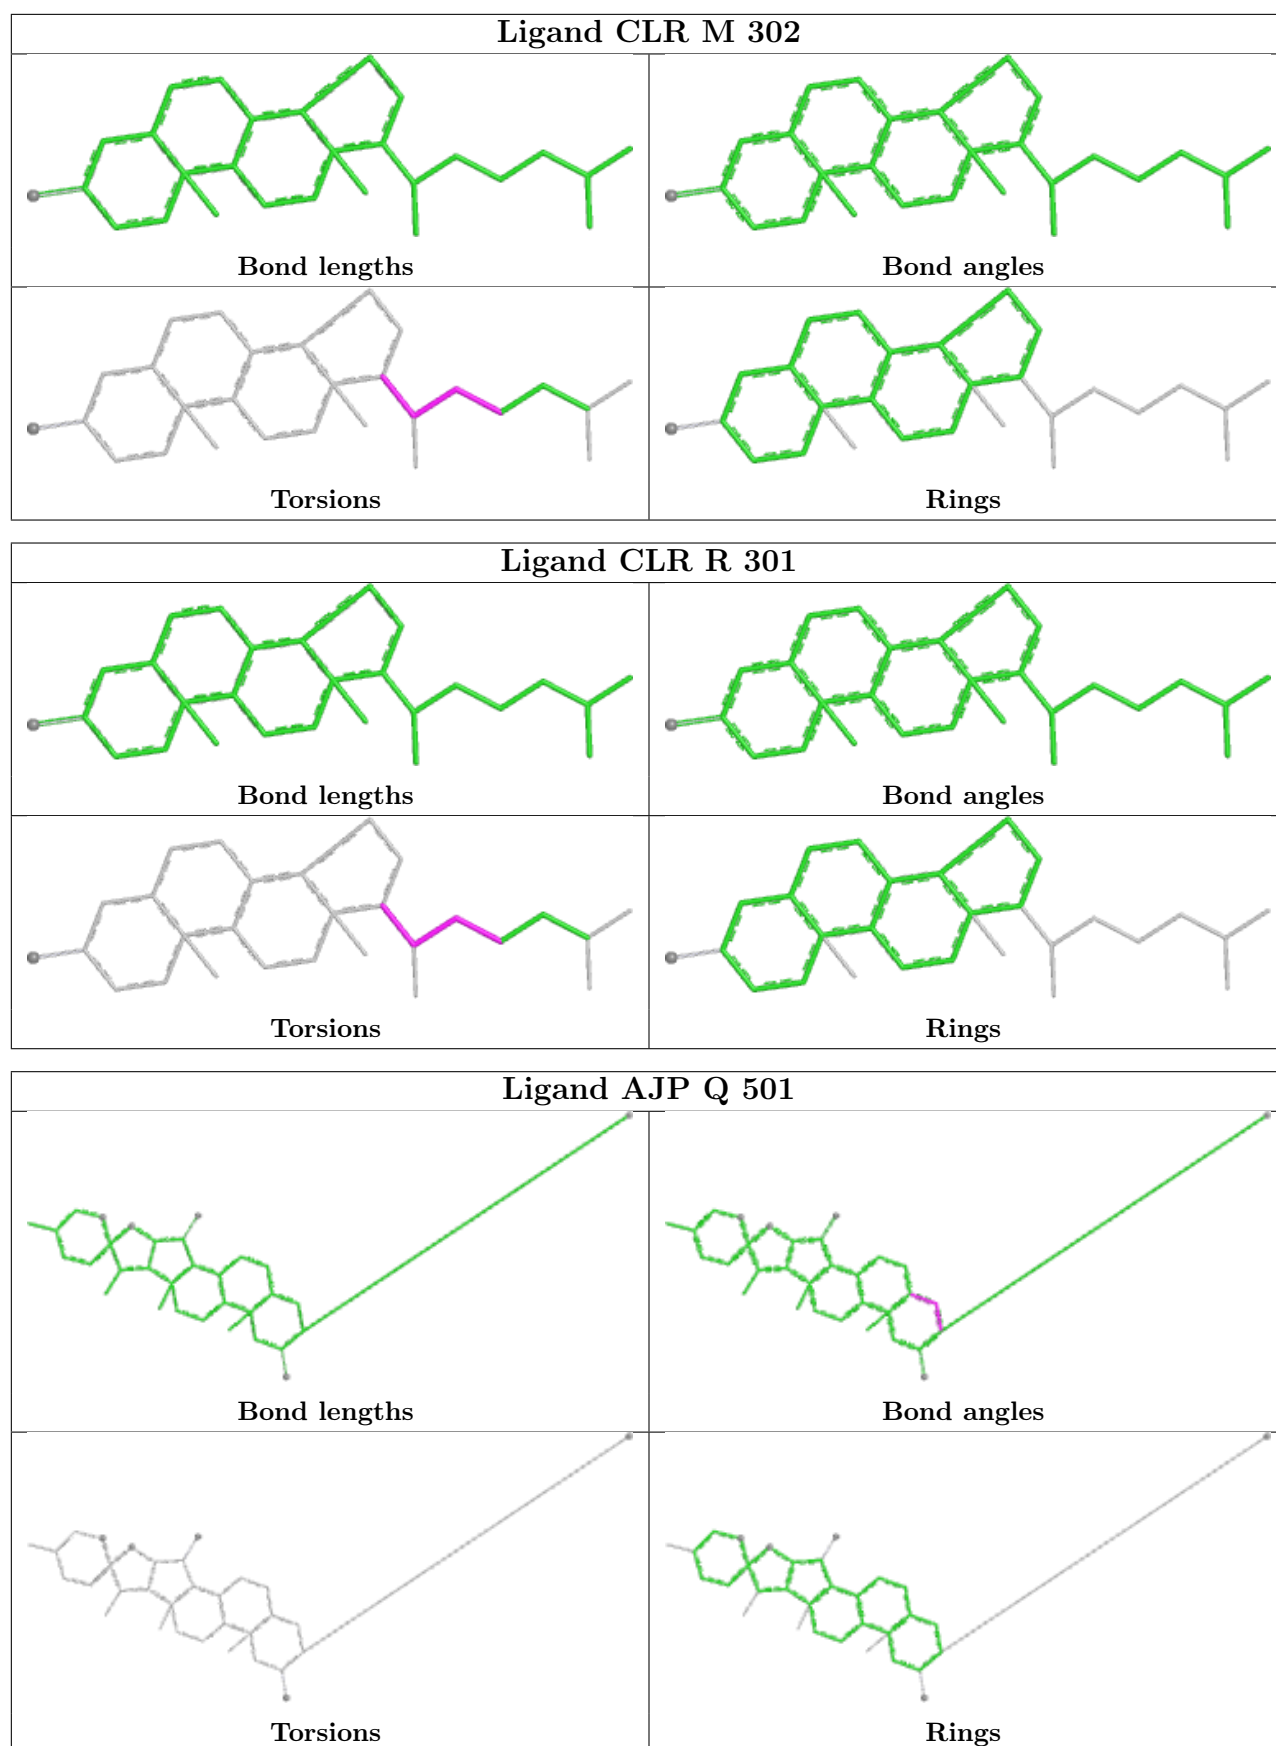 Ligand CLR M 302
Bond lengths
Bond angles
Torsions
Rings
Ligand CLR R 301
Bond lengths
Bond angles
Torsions
Rings
Ligand AJP Q 501
Bond lengths
Bond angles
Torsions
Rings